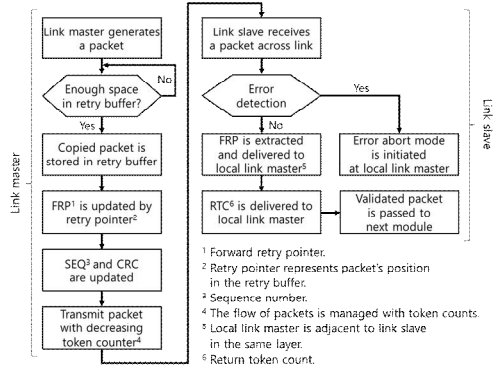 Link master
Link master generates
a packet
No
Enough space
in retry buffer?
Yes
Copied packet is
stored in retry buffer
FRP¹ is updated by
retry pointer²
SEQ³ and CRC
are updated
Transmit packet
with decreasing
token counter⁴
Link slave
Link slave receives
a packet across link
Error
detection
Yes
No
FRP is extracted
and delivered to
local link master⁵
Error abort mode
is initiated
at local link master
RTC⁶ is delivered to
local link master
Validated packet
is passed to
next module
¹ Forward retry pointer.
² Retry pointer represents packet's position
in the retry buffer.
³ Sequence number.
⁴ The flow of packets is managed with token counts.
⁵ Local link master is adjacent to link slave
in the same layer.
⁶ Return token count.